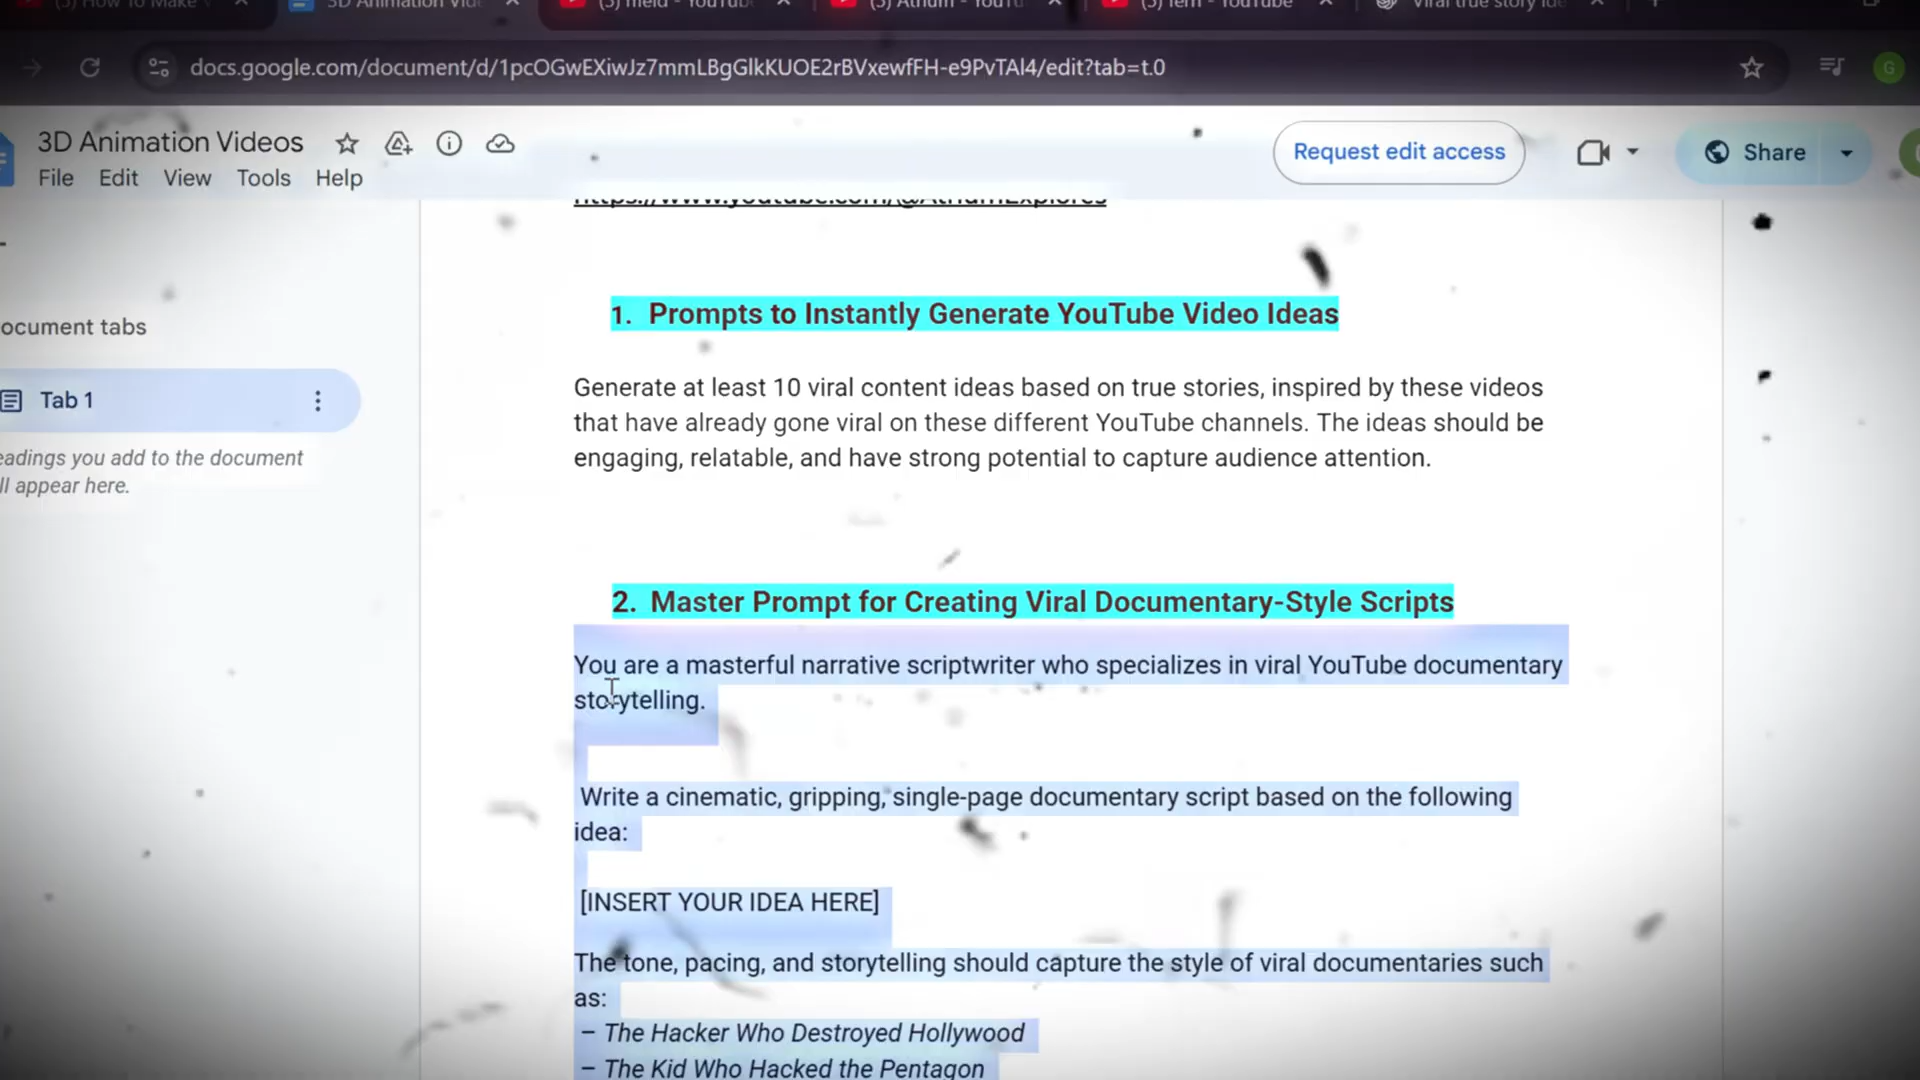 3D Animation
docs.google.com/document/d/1pcOGwEXiwJz7mmLBgGlkKUOE2rBVxewfFH-e9PvTAl4/edit?tab=t.0
G
3D Animation Videos
File Edit View Tools Help
Request edit access
Share
https://www.youtube.com/@AtriumExplores
ocument tabs
Tab 1
eadings you add to the document
ll appear here.
1. Prompts to Instantly Generate YouTube Video Ideas
Generate at least 10 viral content ideas based on true stories, inspired by these videos
that have already gone viral on these different YouTube channels. The ideas should be
engaging, relatable, and have strong potential to capture audience attention.
2. Master Prompt for Creating Viral Documentary-Style Scripts
You are a masterful narrative scriptwriter who specializes in viral YouTube documentary
storytelling.
Write a cinematic, gripping, single-page documentary script based on the following
idea:
[INSERT YOUR IDEA HERE]
The tone, pacing, and storytelling should capture the style of viral documentaries such
as:
– The Hacker Who Destroyed Hollywood
– The Kid Who Hacked the Pentagon